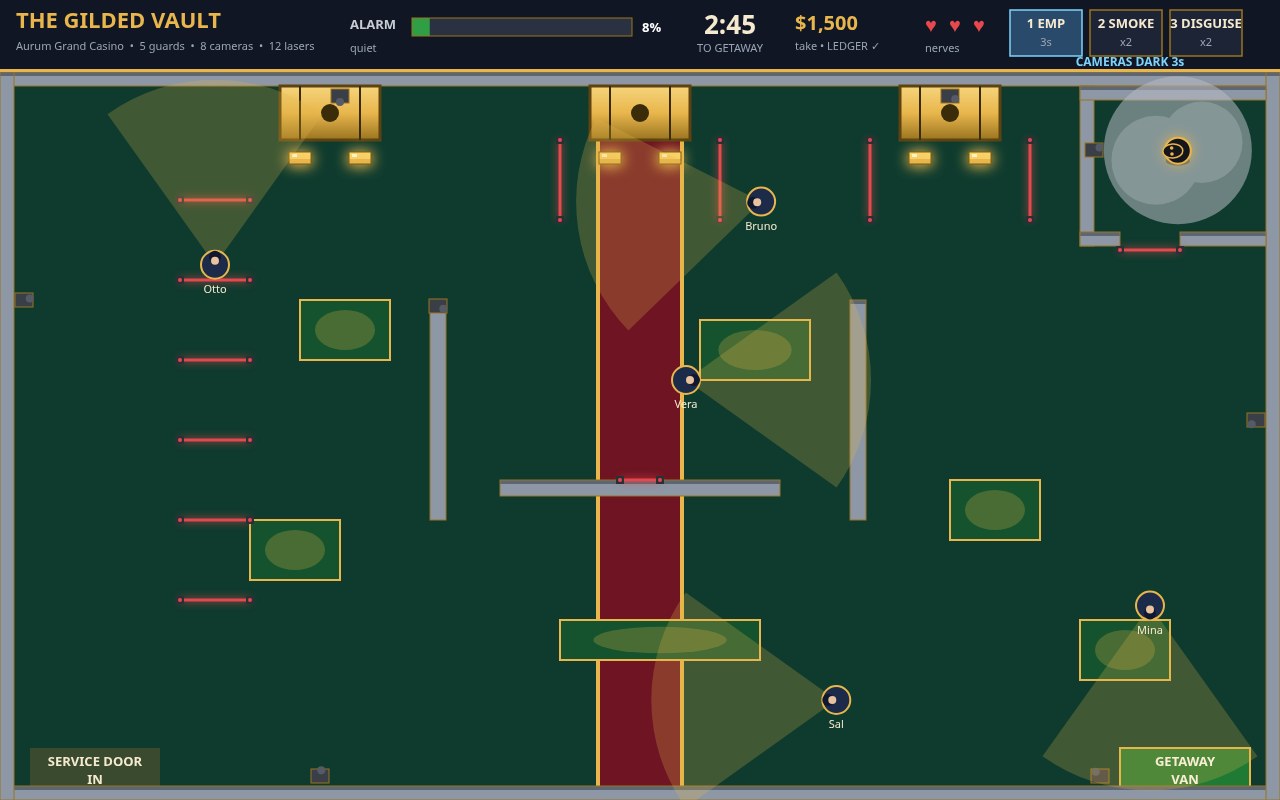 THE GILDED VAULT
Aurum Grand Casino • 5 guards • 8 cameras • 12 lasers
ALARM
8%
quiet
2:45
TO GETAWAY
$1,500
take • LEDGER ✓
♥ ♥ ♥
nerves
1 EMP
3s
2 SMOKE
x2
3 DISGUISE
x2
CAMERAS DARK 3s
Bruno
Otto
Vera
Mina
Sal
SERVICE DOOR
IN
GETAWAY
VAN